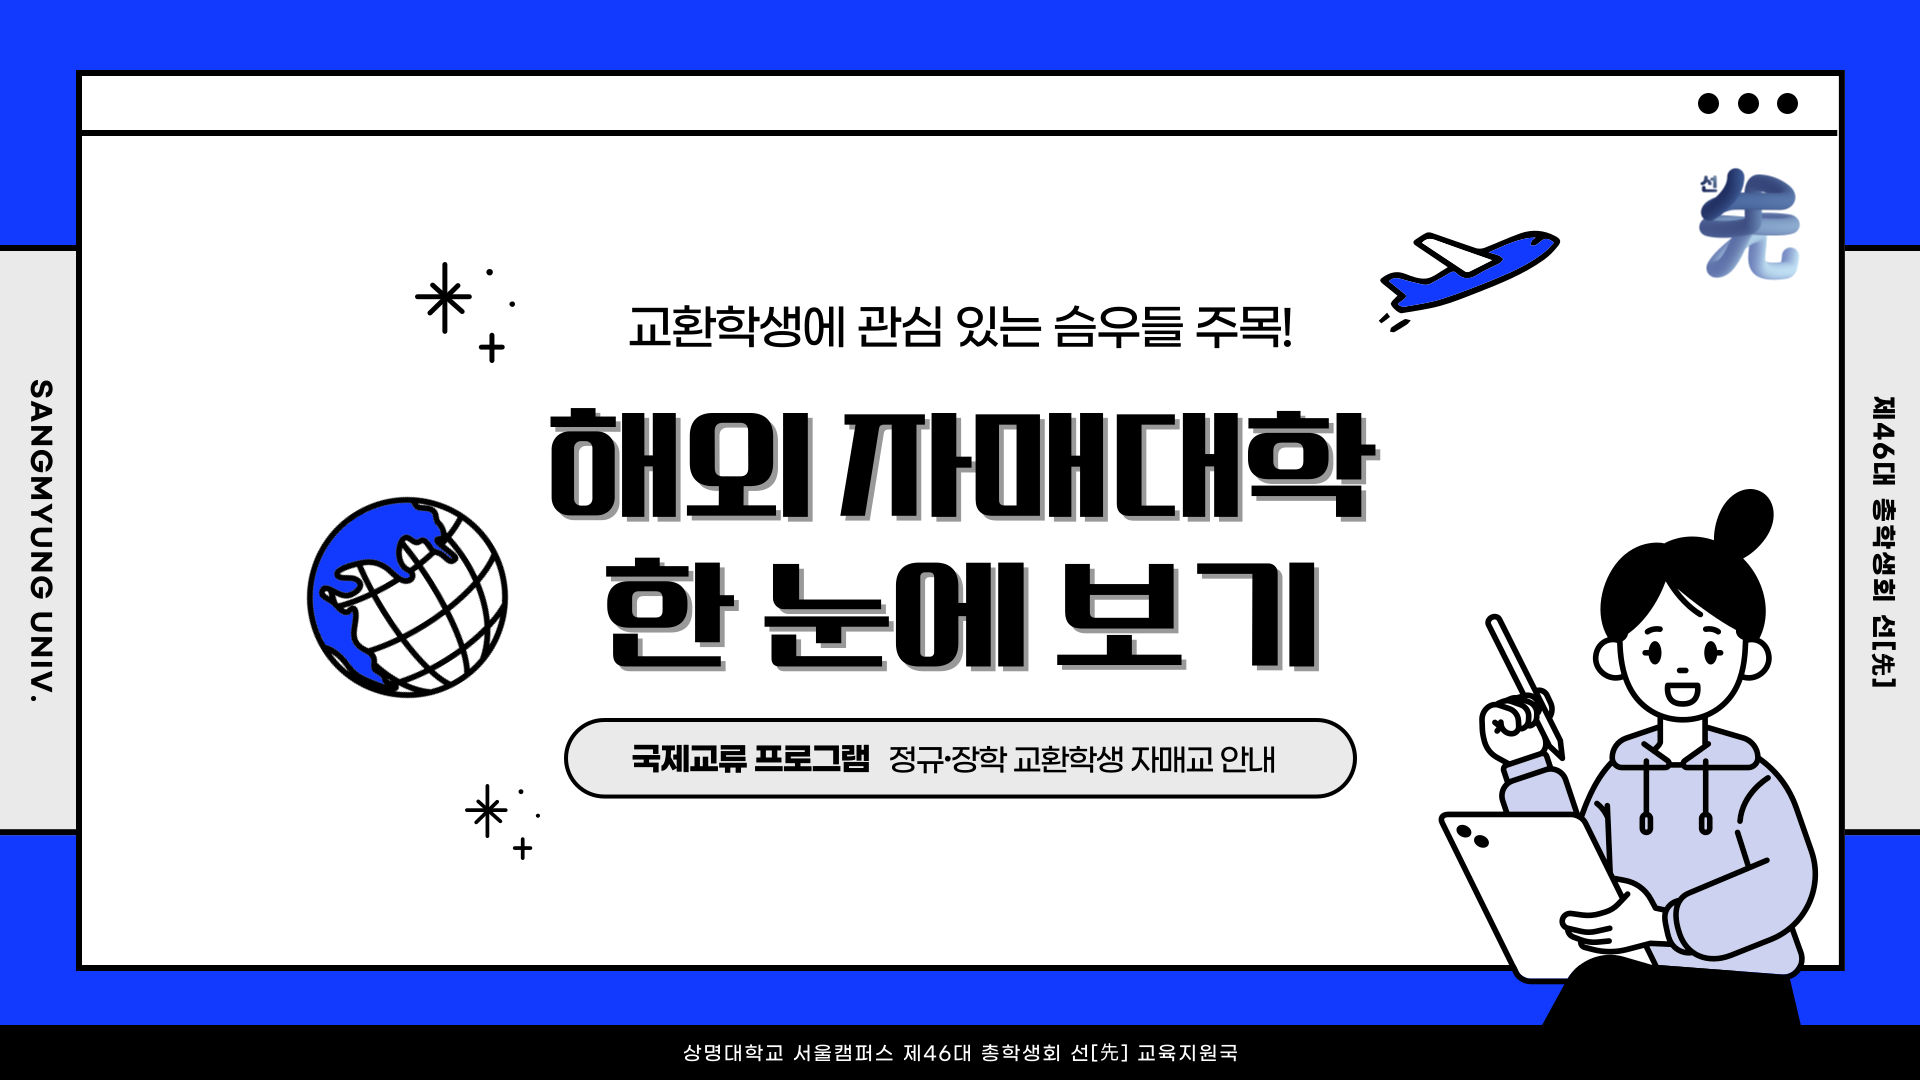 선
先
교환학생에 관심 있는 슴우들 주목!
해외 자매대학
한 눈에 보기
국제교류 프로그램 정규·장학 교환학생 자매교 안내
SANGMYUNG UNIV.
제46대 총학생회 선[先]
상명대학교 서울캠퍼스 제46대 총학생회 선[先] 교육지원국